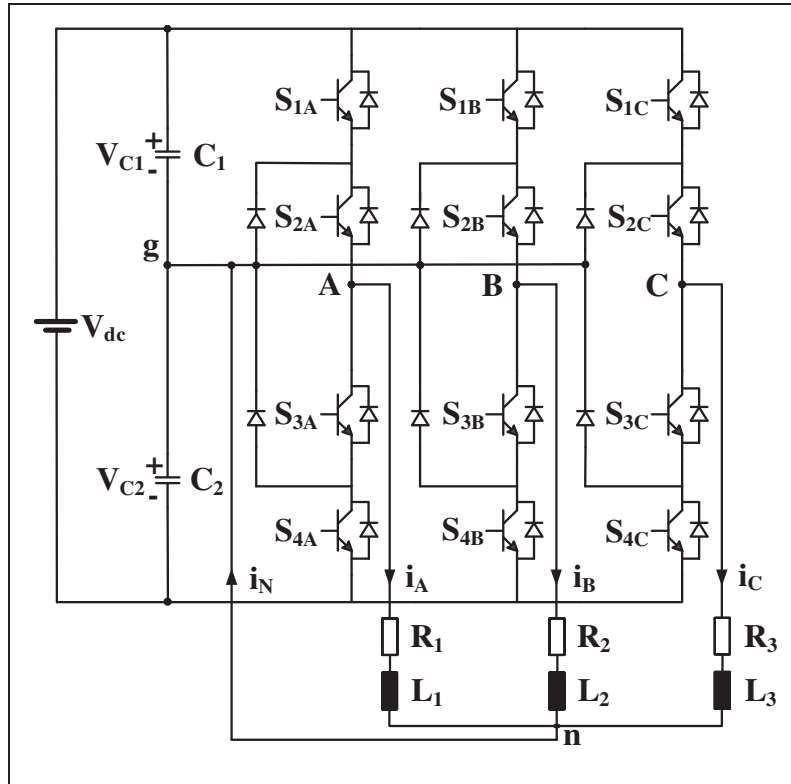 S1A S1B S1C
VC1 + - C1
S2A S2B S2C
g
A B C
Vdc
S3A S3B S3C
VC2 + - C2
S4A S4B S4C
iN iA iB iC
R1 R2 R3
L1 L2 L3
n